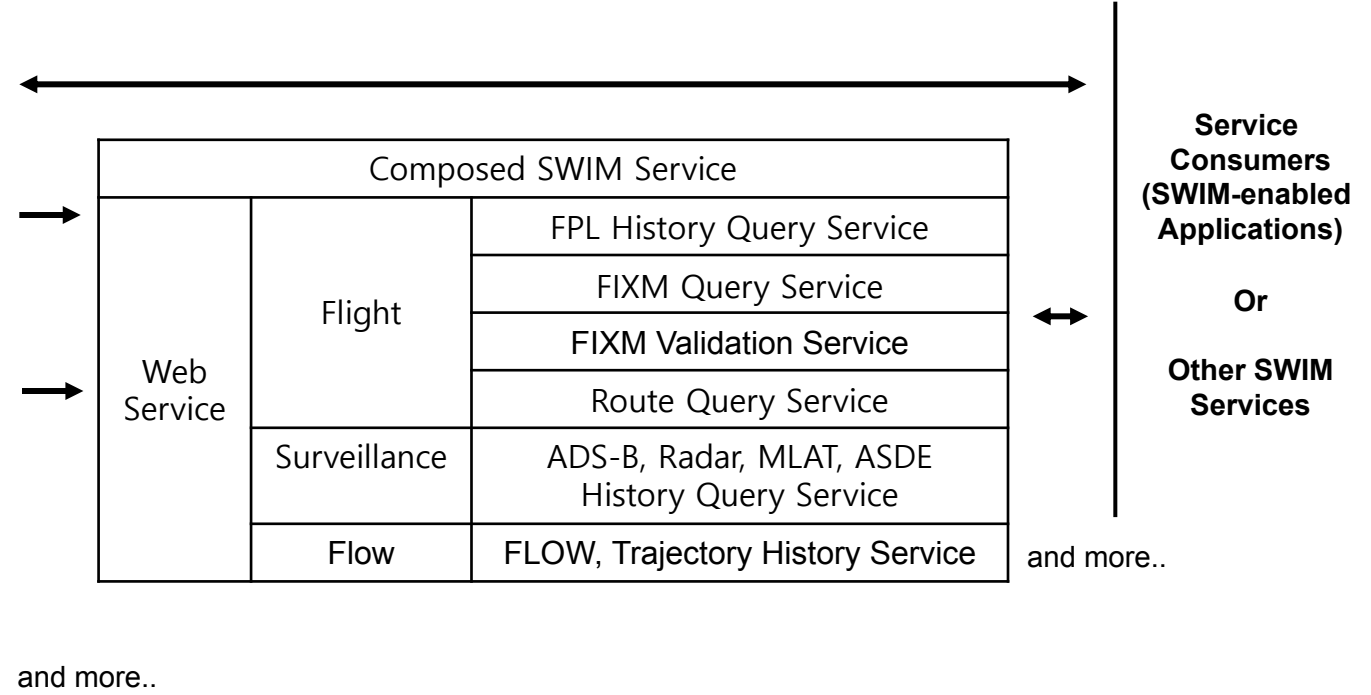 Composed SWIM Service
Web
Service
Flight
FPL History Query Service
FIXM Query Service
FIXM Validation Service
Route Query Service
Surveillance
ADS-B, Radar, MLAT, ASDE
History Query Service
Flow
FLOW, Trajectory History Service
and more..
Service
Consumers
(SWIM-enabled
Applications)
Or
Other SWIM
Services
and more..